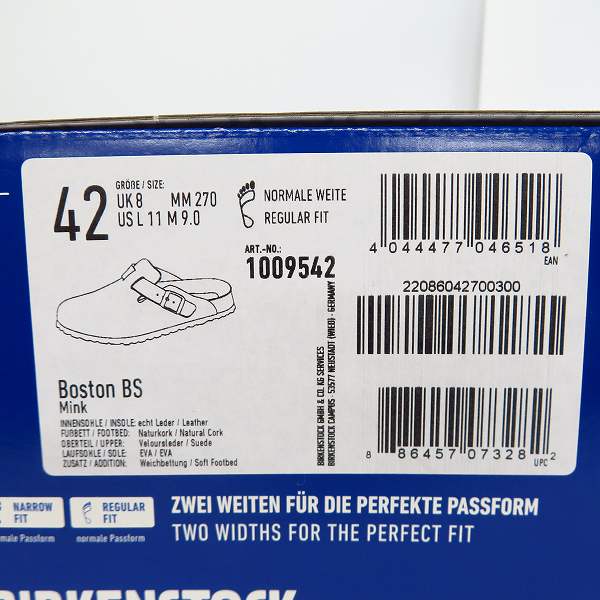 42
GRÖßE / SIZE:
UK 8 MM 270
US L 11 M 9.0
NORMALE WEITE
REGULAR FIT
ART.-NO.:
1009542
4 044477 046518
EAN
22086042700300
8 86457 07328 2
UPC
BIRKENSTOCK GMBH & CO. KG SERVICES
BIRKENSTOCK CAMPUS · 53577 NEUSTADT (WIED) · GERMANY
Boston BS
Mink
INNENSOHLE / INSOLE: echt Leder / Leather
FUßBETT / FOOTBED: Naturkork / Natural Cork
OBERTEIL / UPPER: Veloursleder / Suede
LAUFSOHLE / SOLE: EVA / EVA
ZUSATZ / ADDITION: Weichbettung / Soft Footbed
NARROW
FIT
REGULAR
FIT
normale Passform
ZWEI WEITEN FÜR DIE PERFEKTE PASSFORM
TWO WIDTHS FOR THE PERFECT FIT
BIRKENSTOCK